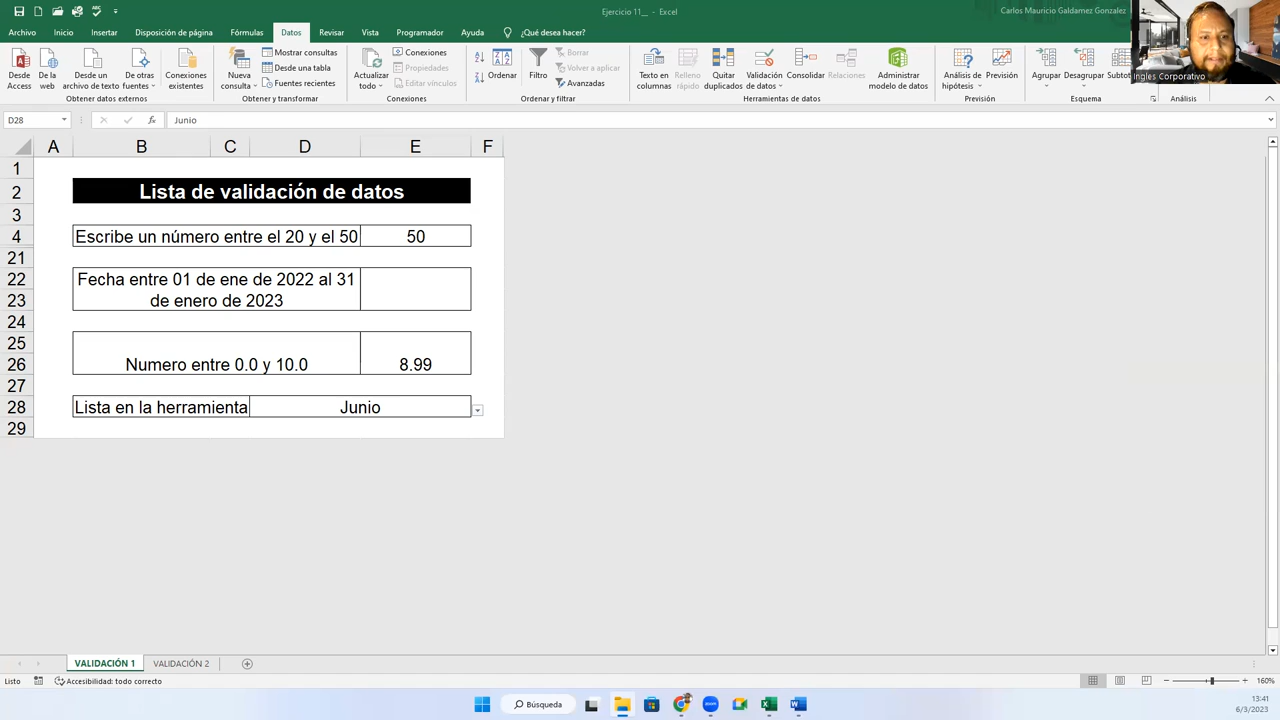 Ejercicio 11__ - Excel
Carlos Mauricio Galdamez Gonzalez
Archivo Inicio Insertar Disposición de página Fórmulas Datos Revisar Vista Programador Ayuda ¿Qué desea hacer?
Desde Access
De la web
Desde un archivo de texto
De otras fuentes
Conexiones existentes
Obtener datos externos
Nueva consulta
Mostrar consultas
Desde una tabla
Fuentes recientes
Obtener y transformar
Actualizar todo
Conexiones
Propiedades
Editar vínculos
Conexiones
Ordenar
Filtro
Borrar
Volver a aplicar
Avanzadas
Ordenar y filtrar
Texto en columnas
Relleno rápido
Quitar duplicados
Validación de datos
Consolidar
Relaciones
Herramientas de datos
Administrar modelo de datos
Análisis de hipótesis
Previsión
Previsión
Agrupar
Desagrupar
Subtot
Esquema
Análisis
Ingles Corporativo
D28 fx Junio
A B C D E F
1
2 Lista de validación de datos
3
4 Escribe un número entre el 20 y el 50 50
21
22 Fecha entre 01 de ene de 2022 al 31
23 de enero de 2023
24
25
26 Numero entre 0.0 y 10.0 8.99
27
28 Lista en la herramienta Junio
29
VALIDACIÓN 1 VALIDACIÓN 2
Listo Accesibilidad: todo correcto 160%
Búsqueda
13:41
6/3/2023